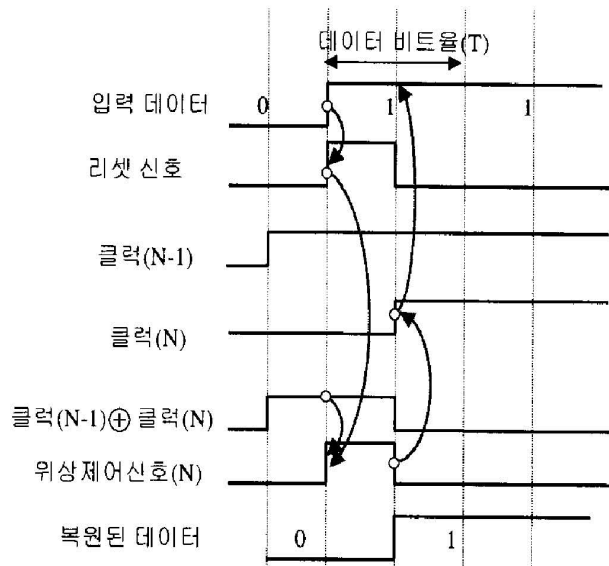 데이터 비트율(T)
입력 데이터 0 1 1
리셋 신호
클럭(N-1)
클럭(N)
클럭(N-1)⊕ 클럭(N)
위상제어신호(N)
복원된 데이터 0 1